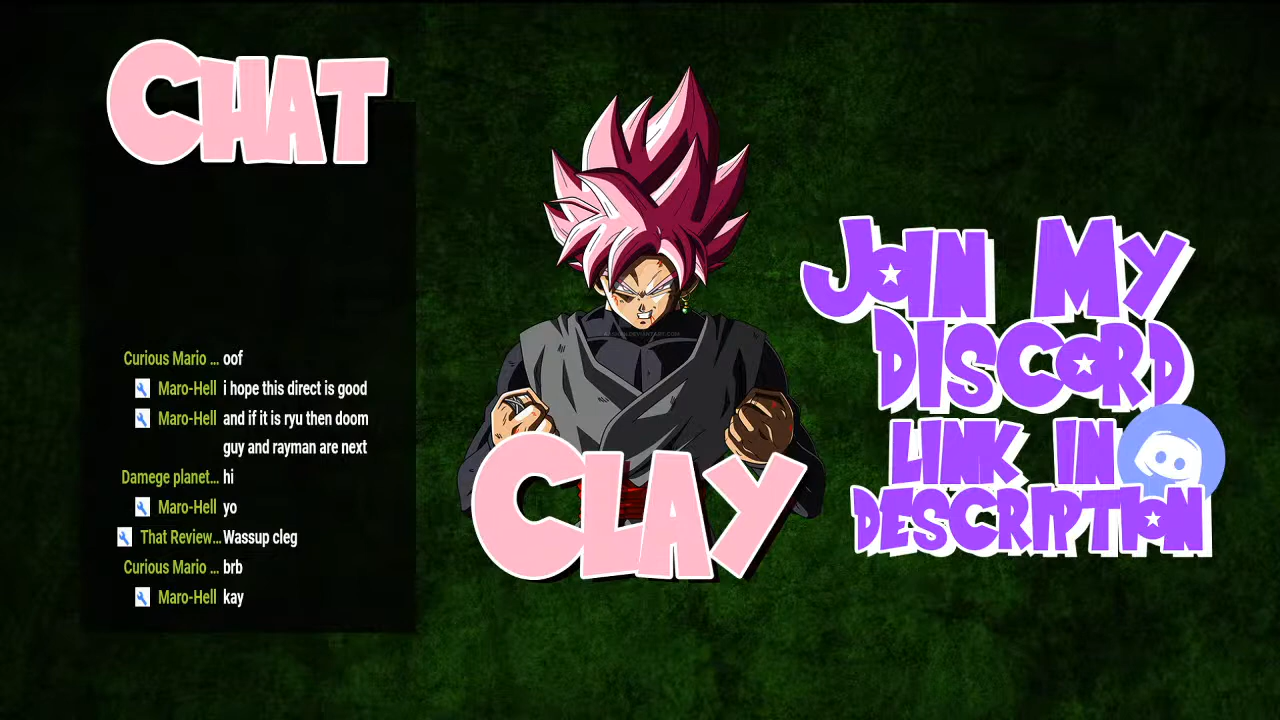 CHAT
Curious Mario ... oof
Maro-Hell i hope this direct is good
Maro-Hell and if it is ryu then doom
guy and rayman are next
Damege planet... hi
Maro-Hell yo
That Review... Wassup cleg
Curious Mario ... brb
Maro-Hell kay
CLAY
JOIN MY
DISCORD
LINK IN
DESCRIPTION